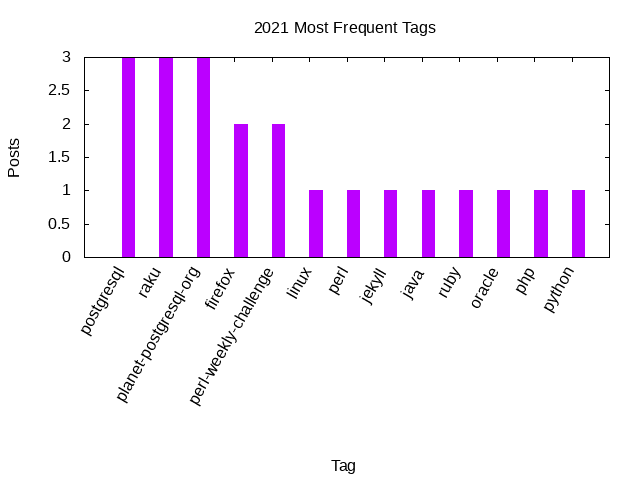 2021 Most Frequent Tags
Posts
3
2.5
2
1.5
1
0.5
0
postgresql
raku
planet-postgresql-org
firefox
perl-weekly-challenge
linux
perl
jekyll
java
ruby
oracle
php
python
Tag